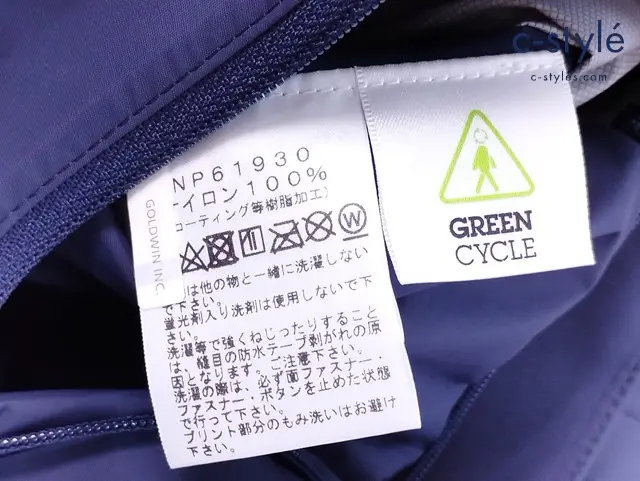 c-stylé
c-styles.com
NP61930
イロン100%
コーティング等樹脂加工)
GOLDWIN INC.
W
は他の物と一緒に洗濯しない
で下さい。
蛍光剤入り洗剤は使用しないで下
さい。
洗濯等で強くねじったりすること
は、縫目の防水テープ剥がれの原
因となります。ご注意下さい。
洗濯の際は、必ず面ファスナー・
ファスナー・ボタンを止めた状態
で行って下さい。
プリント部分のもみ洗いはお避け
下さい。
GREEN
CYCLE